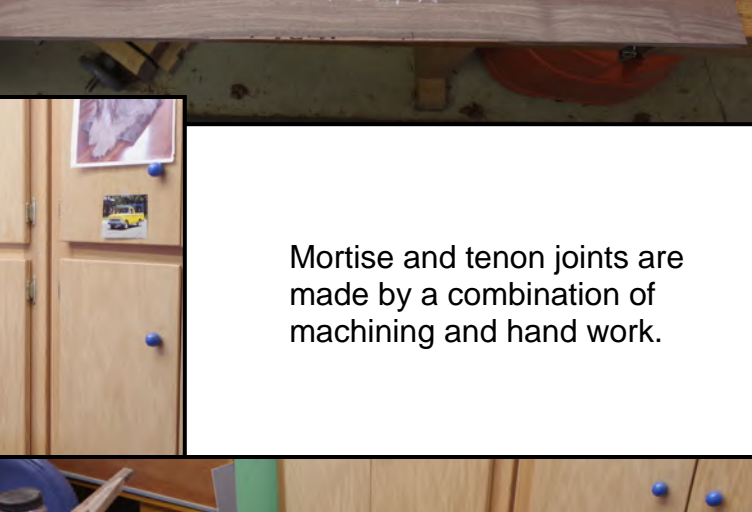 Mortise and tenon joints are
made by a combination of
machining and hand work.